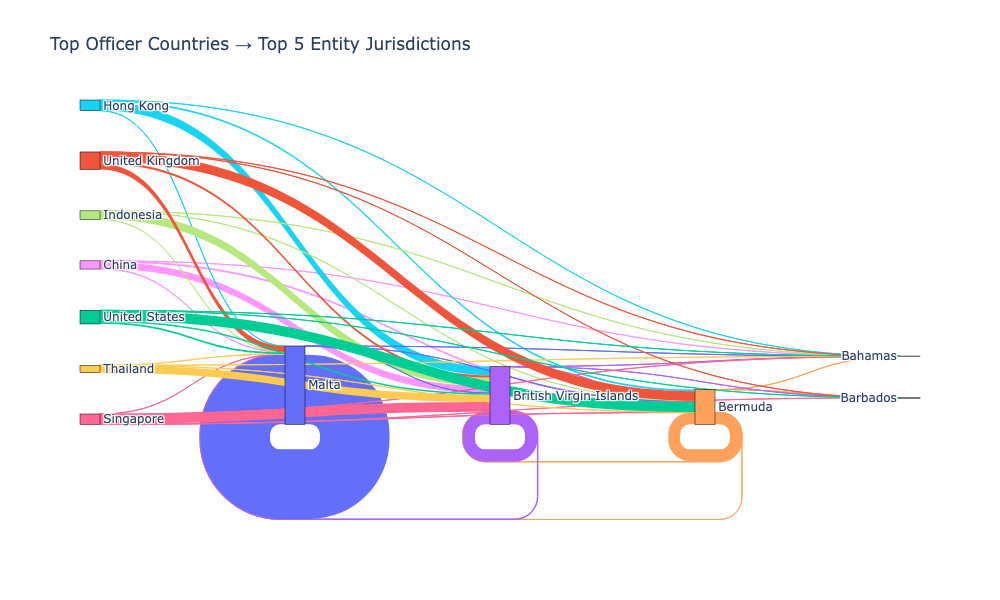 Top Officer Countries → Top 5 Entity Jurisdictions
Hong Kong
United Kingdom
Indonesia
China
United States
Thailand
Singapore
Malta
British Virgin Islands
Bermuda
Bahamas
Barbados